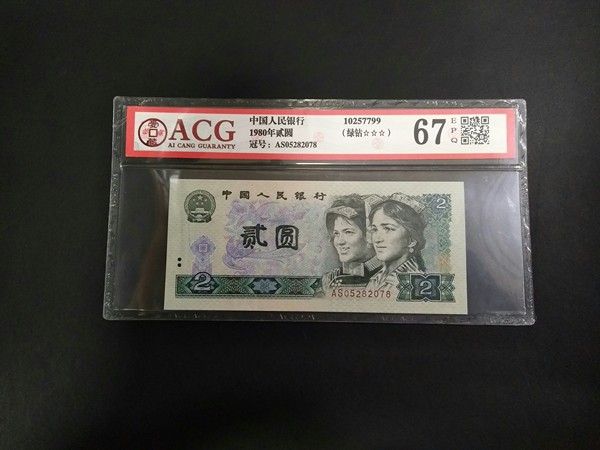 ACG
AI CANG GUARANTY
中国人民银行
1980年贰圆
冠号：AS05282078
10257799
（绿钻☆☆☆）
67
EPQ
中国人民银行
贰圆
2
2
2
AS05282078